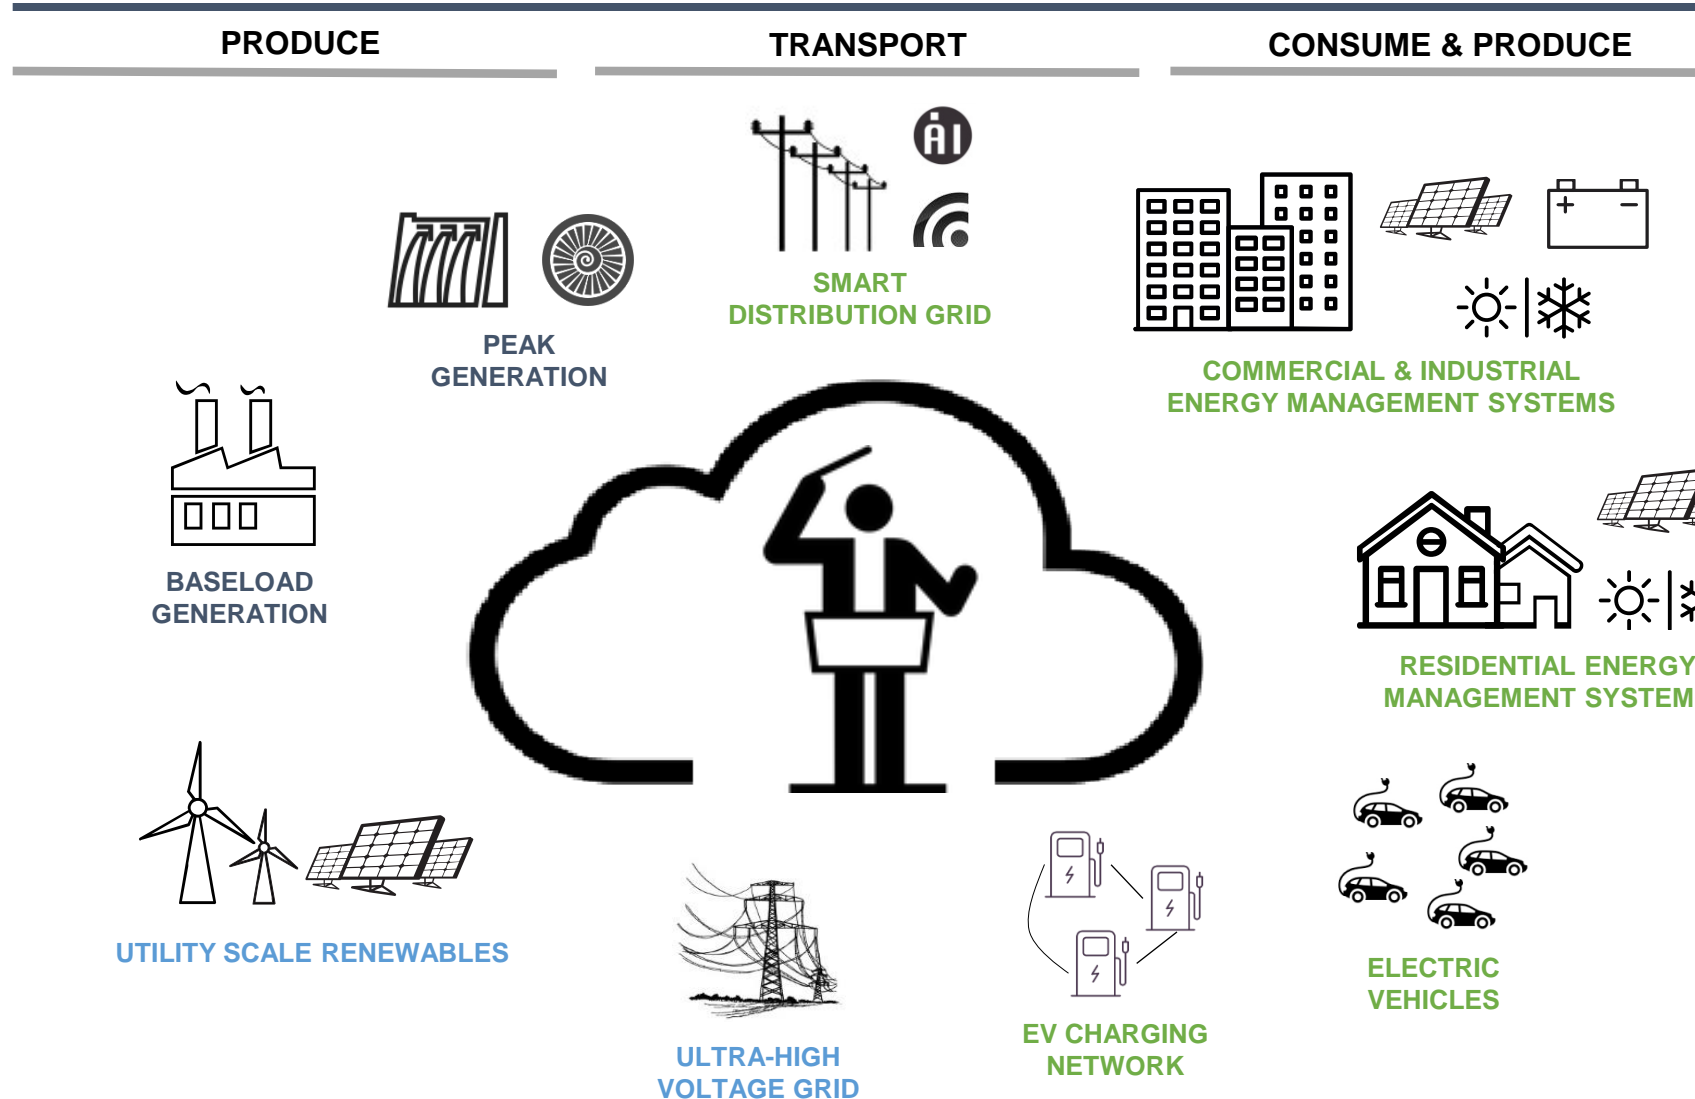 PRODUCE
TRANSPORT
CONSUME & PRODUCE
AI
SMART
DISTRIBUTION GRID
PEAK
GENERATION
+ −
COMMERCIAL & INDUSTRIAL
ENERGY MANAGEMENT SYSTEMS
BASELOAD
GENERATION
RESIDENTIAL ENERGY
MANAGEMENT SYSTEM
UTILITY SCALE RENEWABLES
ELECTRIC
VEHICLES
EV CHARGING
NETWORK
ULTRA-HIGH
VOLTAGE GRID